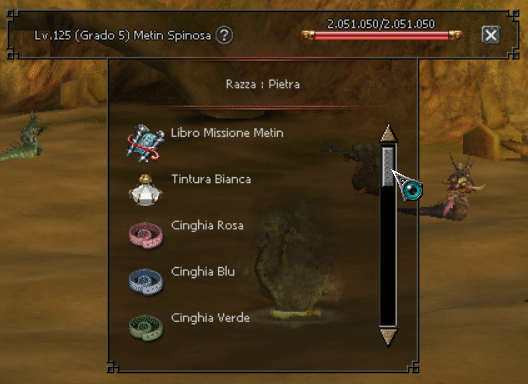 2.051.050/2.051.050
Lv.125 (Grado 5) Metin Spinosa ?
Razza : Pietra
Libro Missione Metin
Tintura Bianca
Cinghia Rosa
Cinghia Blu
Cinghia Verde